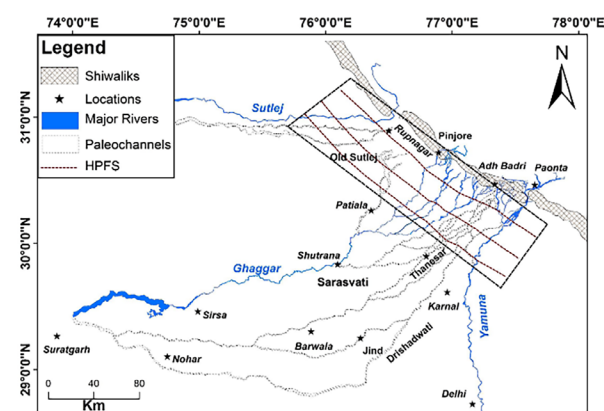 74°0'0"E 75°0'0"E 76°0'0"E 77°0'0"E 78°0'0"E
Legend
Shiwaliks
Locations
Major Rivers
Paleochannels
HPFS
N
31°0'0"N
30°0'0"N
29°0'0"N
Sutlej
Rupnagar
Pinjore
Old Sutlej
Adh Badri
Paonta
Patiala
Shutrana
Ghaggar
Sarasvati
Thanesar
Karnal
Yamuna
Sirsa
Suratgarh
Nohar
Barwala
Jind
Drishadwati
Delhi
0 40 80
Km